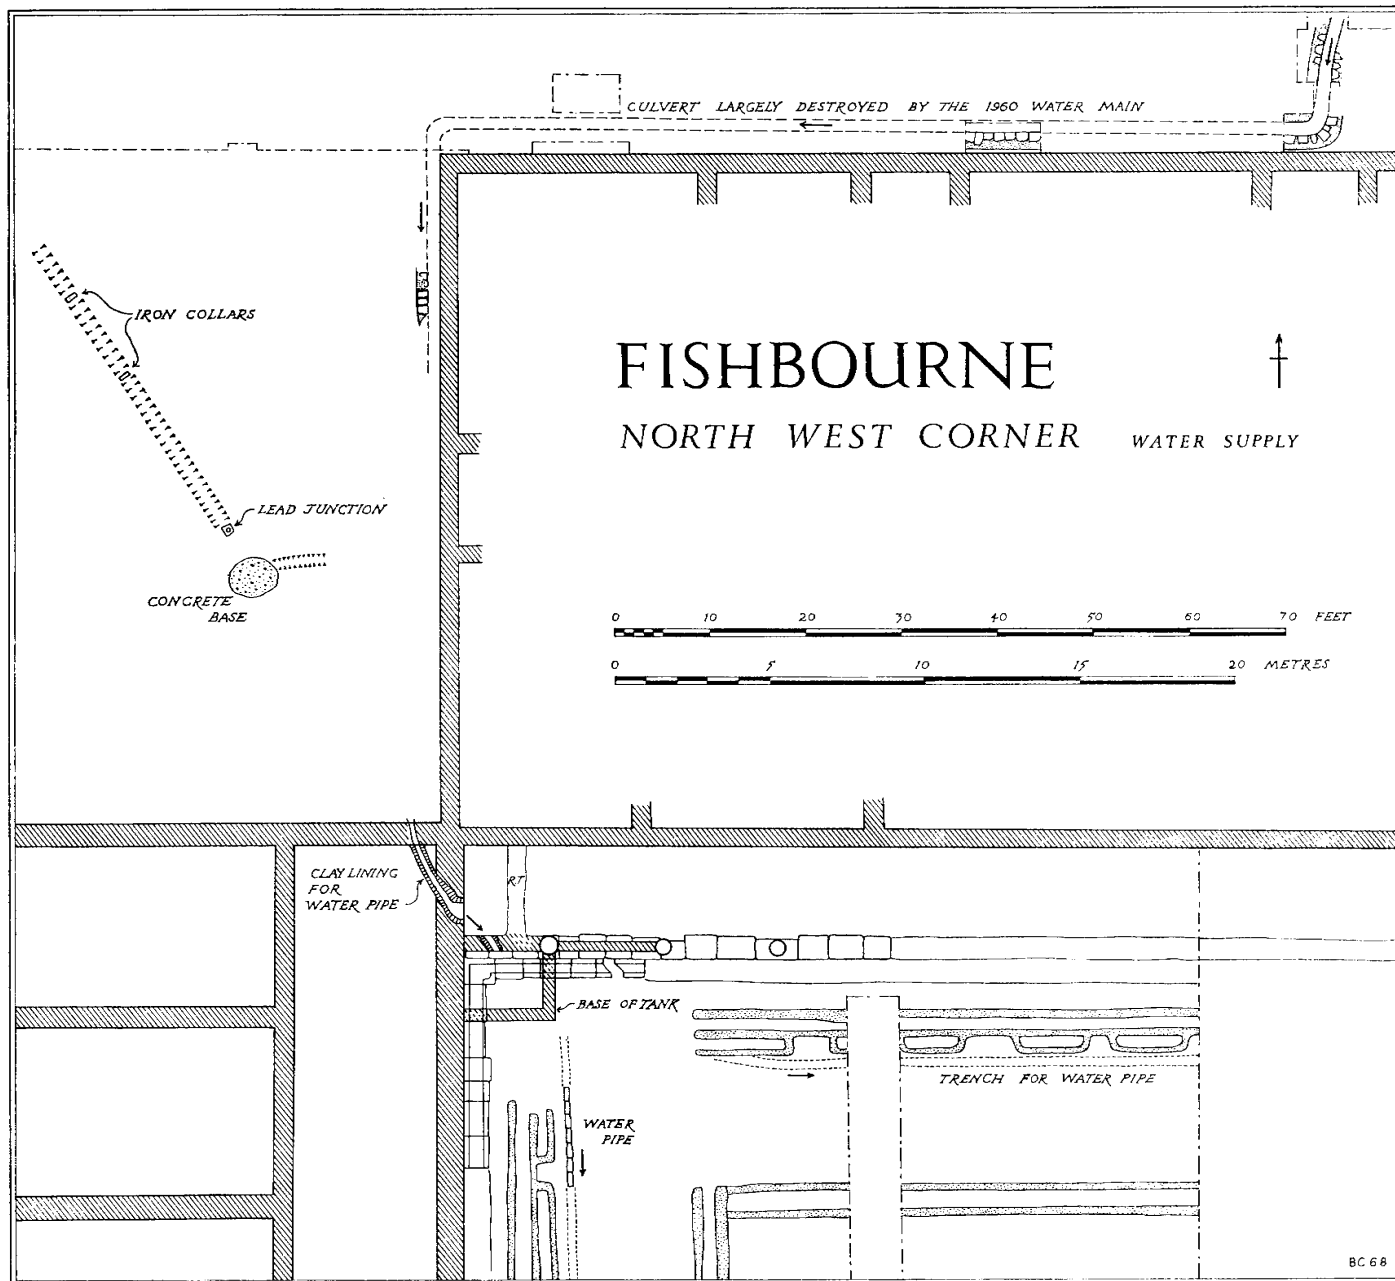 CULVERT LARGELY DESTROYED BY THE 1960 WATER MAIN
IRON COLLARS
FISHBOURNE
NORTH WEST CORNER WATER SUPPLY
LEAD JUNCTION
CONCRETE
BASE
0 10 20 30 40 50 60 70 FEET
0 5 10 15 20 METRES
CLAY LINING
FOR
WATER PIPE
RT
BASE OF TANK
TRENCH FOR WATER PIPE
WATER
PIPE
BC 68